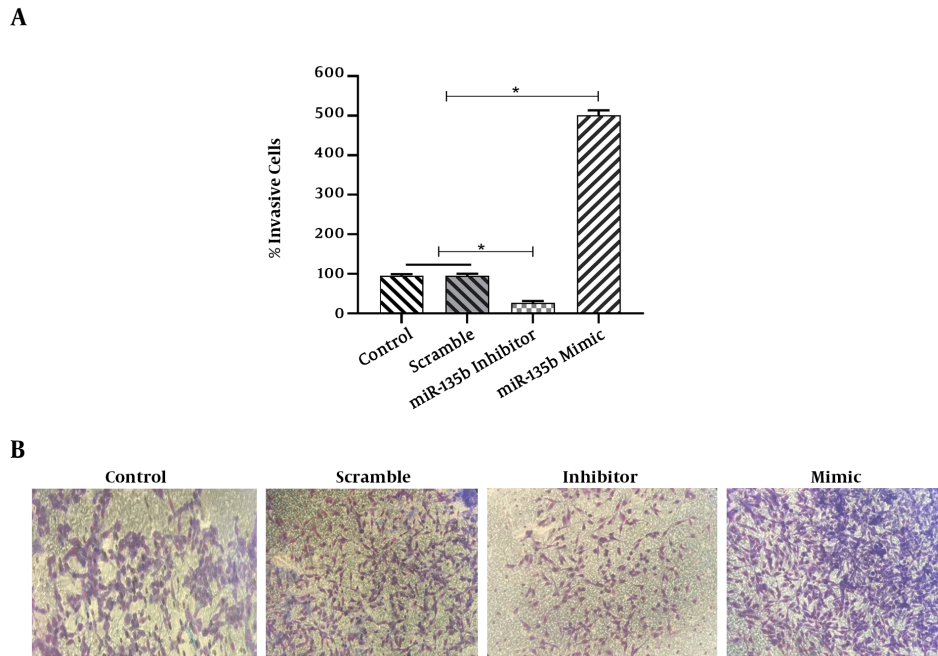 A
% Invasive Cells
600
500
400
300
200
100
0
*
*
Control
Scramble
miR-135b Inhibitor
miR-135b Mimic
B
Control
Scramble
Inhibitor
Mimic